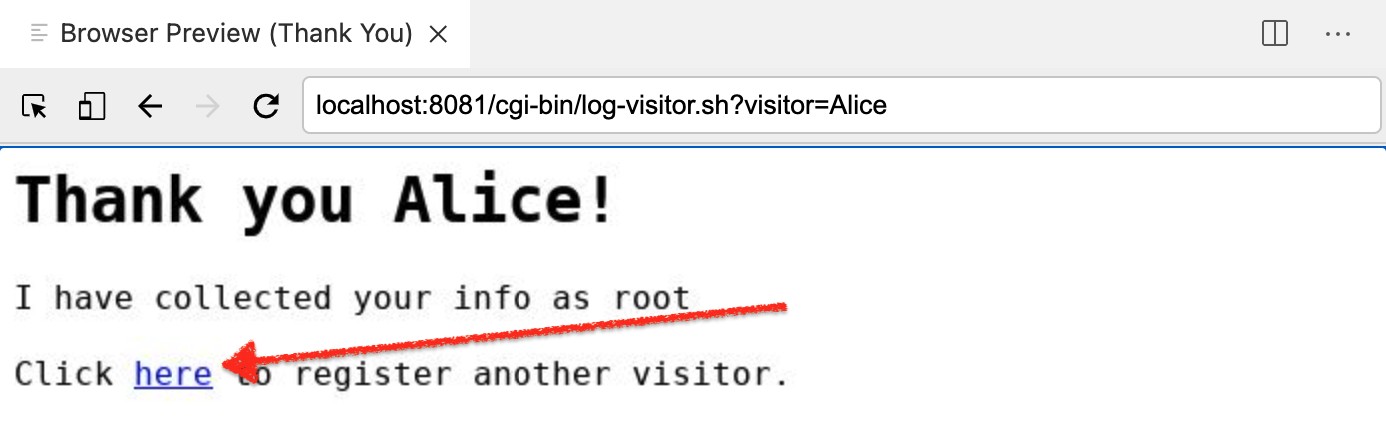 Browser Preview (Thank You)
localhost:8081/cgi-bin/log-visitor.sh?visitor=Alice
Thank you Alice!
I have collected your info as root
Click here to register another visitor.